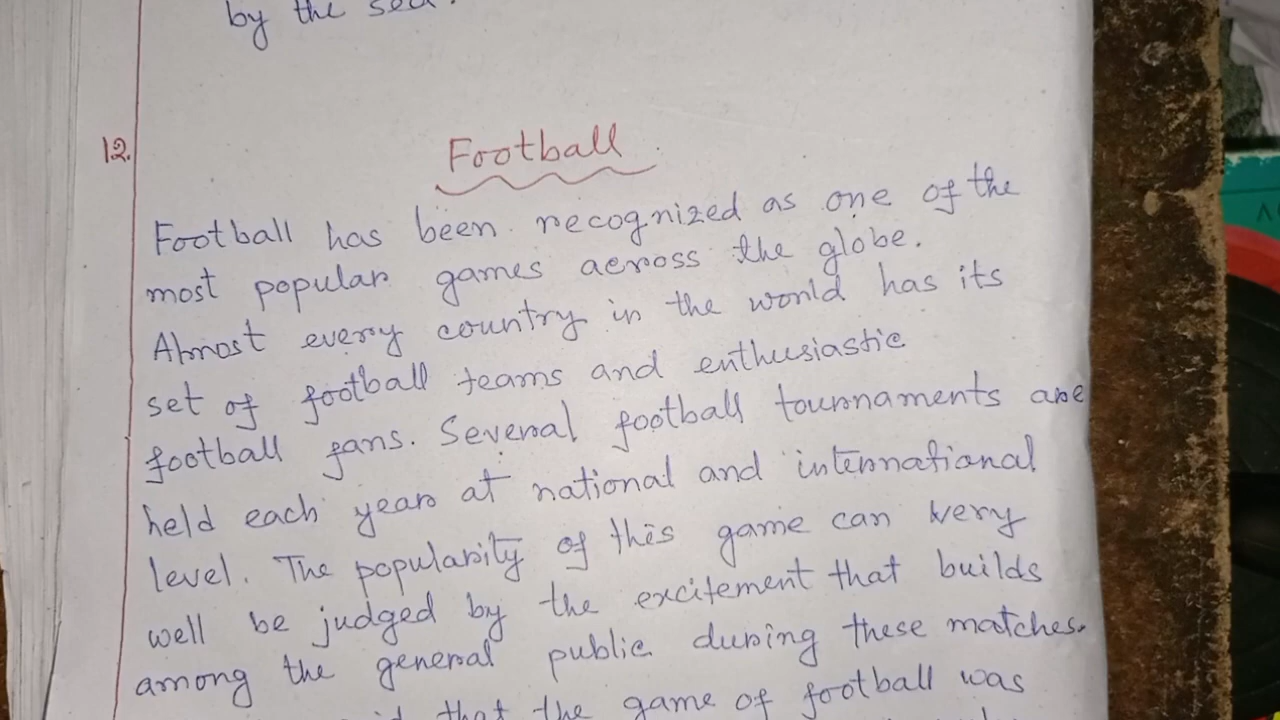 by the sea.
12.
Football
Football has been recognized as one of the
most popular games across the globe.
Almost every country in the world has its
set of football teams and enthusiastic
football fans. Several football tournaments are
held each year at national and international
level. The popularity of this game can very
well be judged by the excitement that builds
among the general public during these matches.
that the game of football was